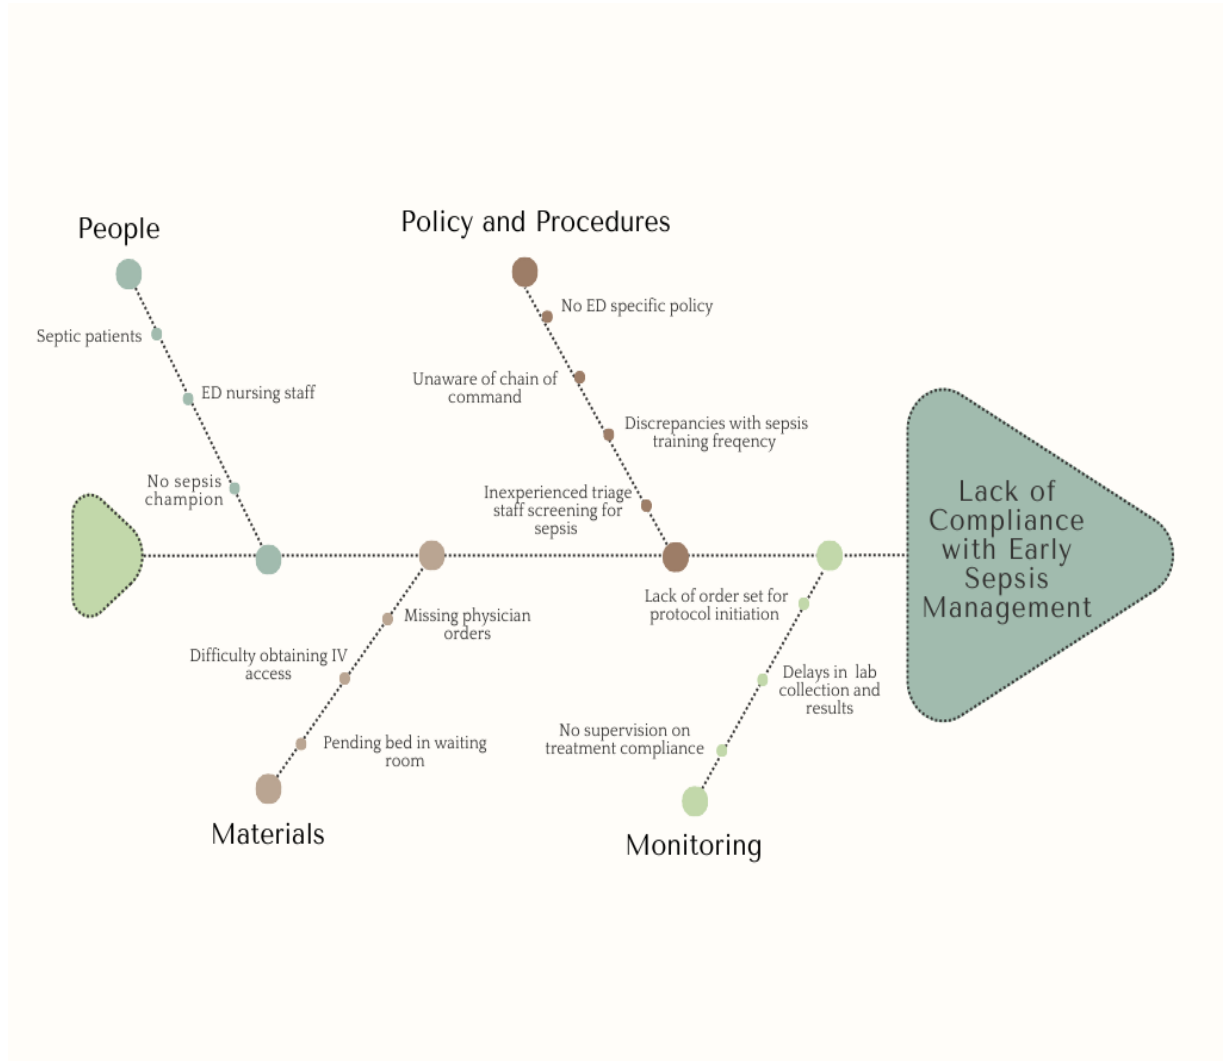 People
Policy and Procedures
Septic patients
ED nursing staff
No sepsis
champion
No ED specific policy
Unaware of chain of
command
Discrepancies with sepsis
training freqency
Inexperienced triage
staff screening for
sepsis
Lack of
Compliance
with Early
Sepsis
Management
Missing physician
orders
Difficulty obtaining IV
access
Pending bed in waiting
room
Materials
Lack of order set for
protocol initiation
Delays in lab
collection and
results
No supervision on
treatment compliance
Monitoring